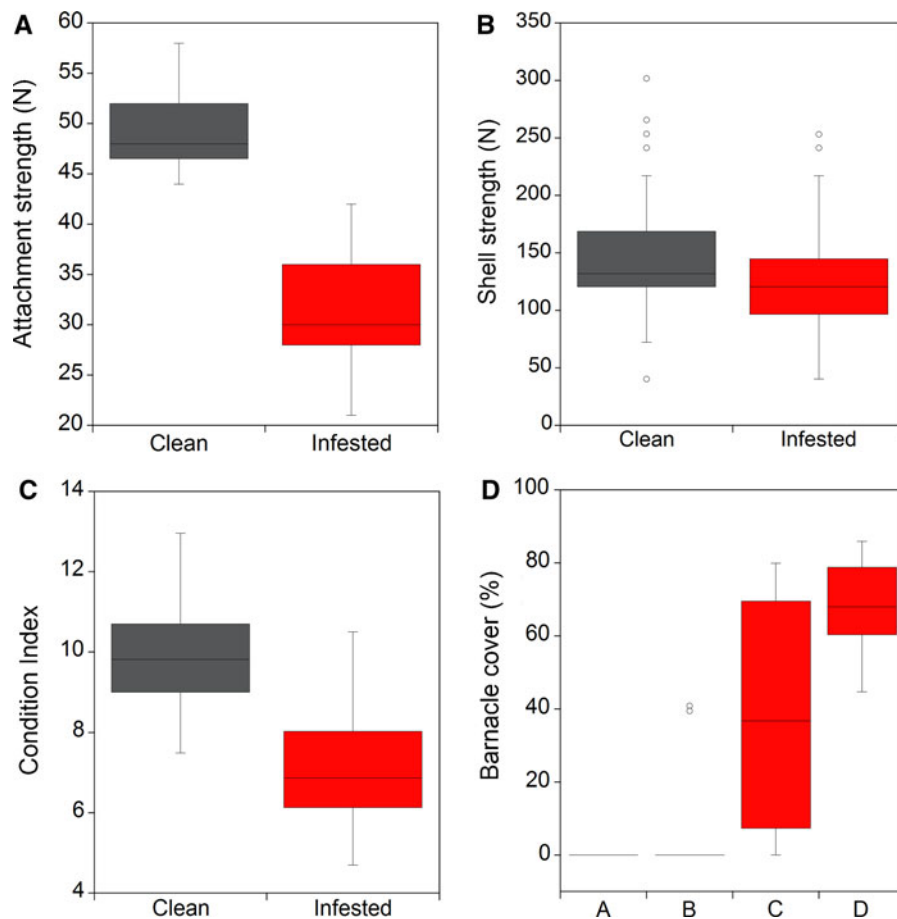 A
Attachment strength (N)
60
55
50
45
40
35
30
25
20
Clean Infested
B
Shell strength (N)
350
300
250
200
150
100
50
0
Clean Infested
C
Condition Index
14
12
10
8
6
4
Clean Infested
D
Barnacle cover (%)
100
80
60
40
20
0
A B C D